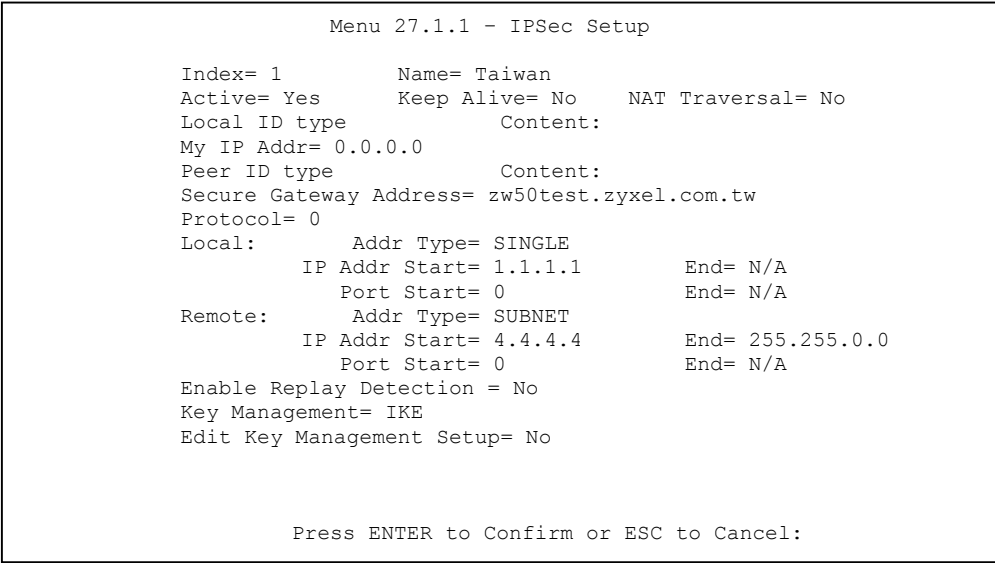 Menu 27.1.1 – IPSec Setup
Index= 1 Name= Taiwan
Active= Yes Keep Alive= No NAT Traversal= No
Local ID type Content:
My IP Addr= 0.0.0.0
Peer ID type Content:
Secure Gateway Address= zw50test.zyxel.com.tw
Protocol= 0
Local: Addr Type= SINGLE
IP Addr Start= 1.1.1.1 End= N/A
Port Start= 0 End= N/A
Remote: Addr Type= SUBNET
IP Addr Start= 4.4.4.4 End= 255.255.0.0
Port Start= 0 End= N/A
Enable Replay Detection = No
Key Management= IKE
Edit Key Management Setup= No
Press ENTER to Confirm or ESC to Cancel: